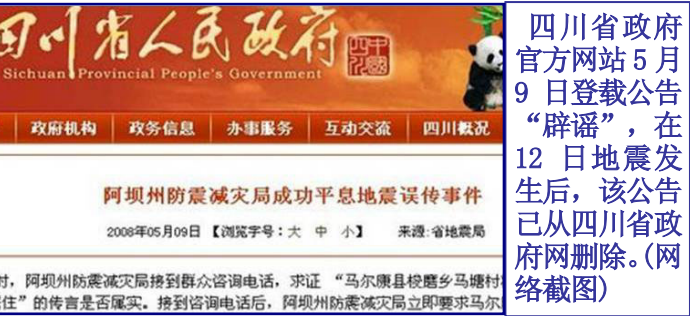 四川省人民政府
Sichuan Provincial People's Government
中国四川
政府机构
政务信息
办事服务
互动交流
四川概况
阿坝州防震减灾局成功平息地震误传事件
2008年05月09日 【浏览字号：大 中 小】 来源:省地震局
时，阿坝州防震减灾局接到群众咨询电话，求证 “马尔康县梭磨乡马塘村
住”的传言是否属实。接到咨询电话后，阿坝州防震减灾局立即要求马尔
四川省政府
官方网站5月
9 日登载公告
“辟谣”，在
12 日地震发
生后，该公告
已从四川省政
府网删除。(网
络截图)